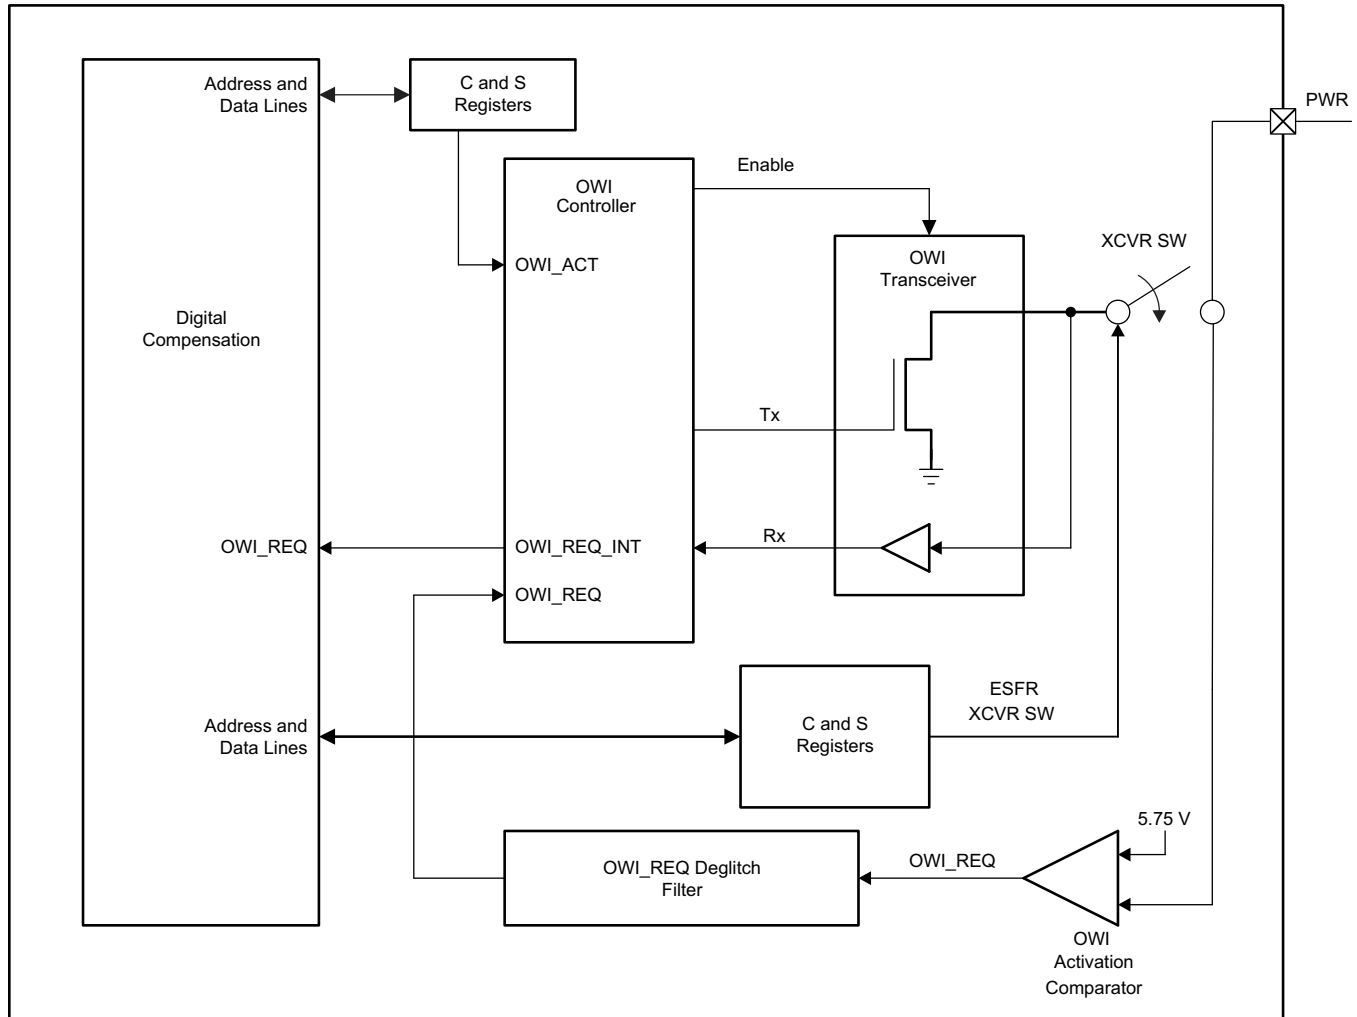 Address and
Data Lines
C and S
Registers
PWR
Enable
OWI
Controller
OWI_ACT
OWI
Transceiver
XCVR SW
Digital
Compensation
Tx
OWI_REQ
OWI_REQ_INT
Rx
OWI_REQ
Address and
Data Lines
C and S
Registers
ESFR
XCVR SW
5.75 V
OWI_REQ Deglitch
Filter
OWI_REQ
OWI
Activation
Comparator